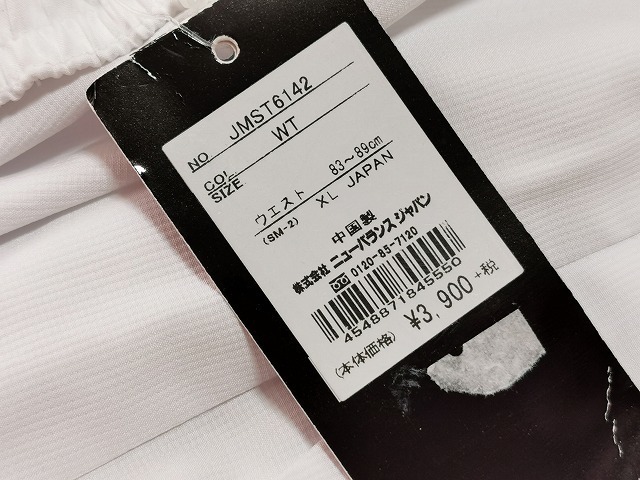 NO JMST6142
COL WT
SIZE
ウエスト 83〜89cm
(SM-2) XL JAPAN
中国製
株式会社 ニューバランス ジャパン
0120-85-7120
4548871845550
(本体価格) ¥3,900 +税